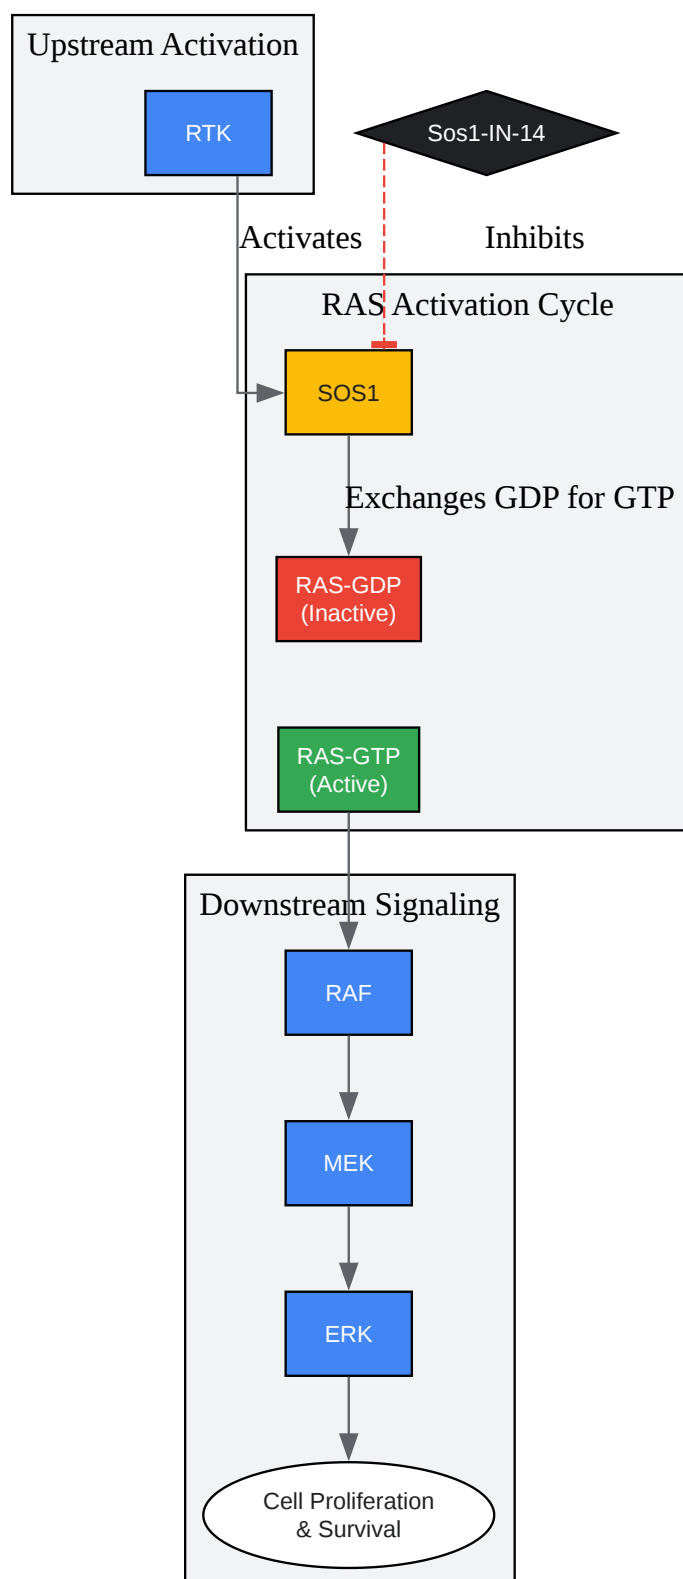 Upstream Activation
RTK
Sos1-IN-14
Activates
Inhibits
RAS Activation Cycle
SOS1
Exchanges GDP for GTP
RAS-GDP
(Inactive)
RAS-GTP
(Active)
Downstream Signaling
RAF
MEK
ERK
Cell Proliferation
& Survival